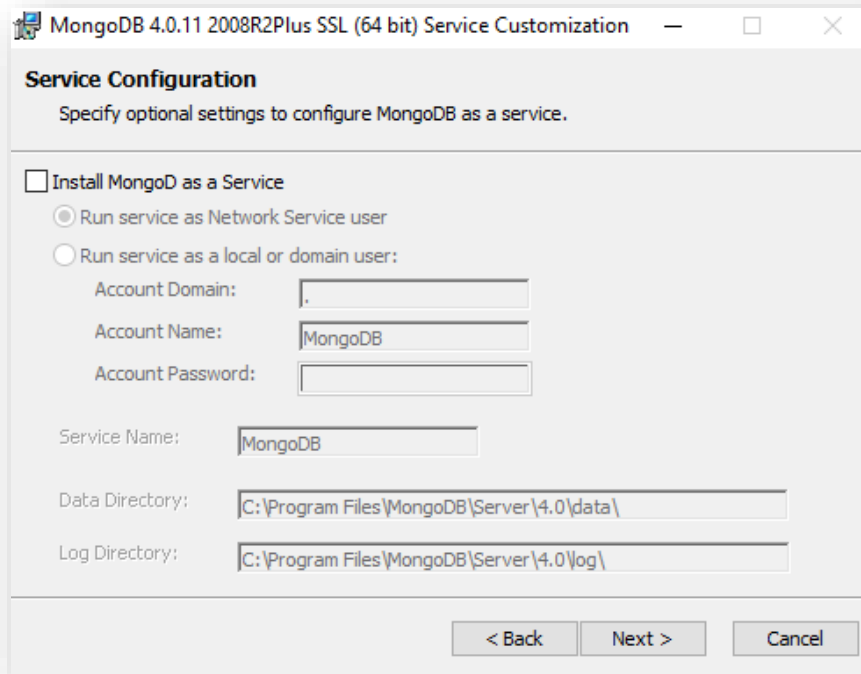 MongoDB 4.0.11 2008R2Plus SSL (64 bit) Service Customization
Service Configuration
Specify optional settings to configure MongoDB as a service.
Install MongoD as a Service
Run service as Network Service user
Run service as a local or domain user:
Account Domain: .
Account Name: MongoDB
Account Password:
Service Name: MongoDB
Data Directory: C:\Program Files\MongoDB\Server\4.0\data\
Log Directory: C:\Program Files\MongoDB\Server\4.0\log\
< Back Next > Cancel